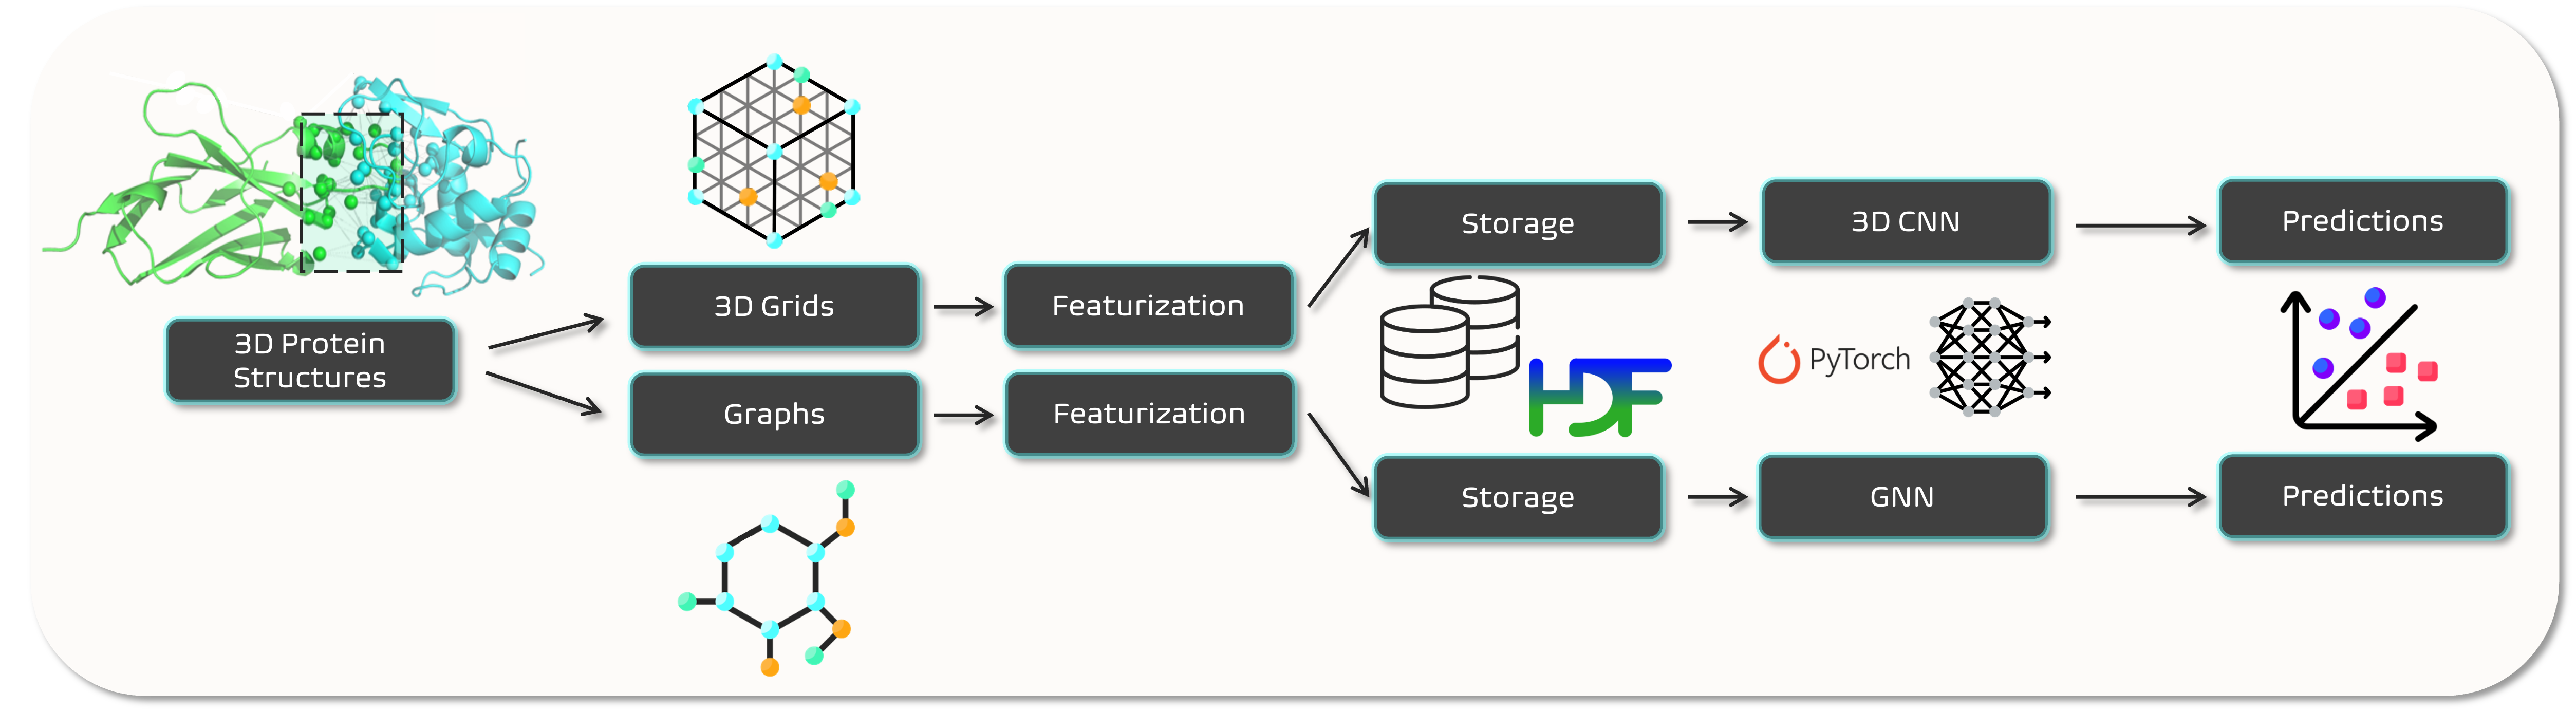 3D Protein
Structures
3D Grids
Featurization
Storage
3D CNN
Predictions
HDF
PyTorch
Graphs
Featurization
Storage
GNN
Predictions